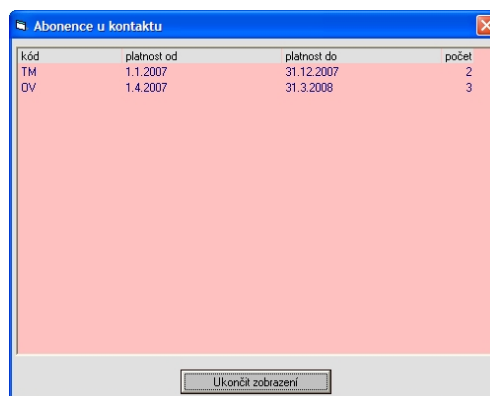 Abonence u kontaktu
kód platnost od platnost do počet
TM 1.1.2007 31.12.2007 2
OV 1.4.2007 31.3.2008 3
Ukončit zobrazení